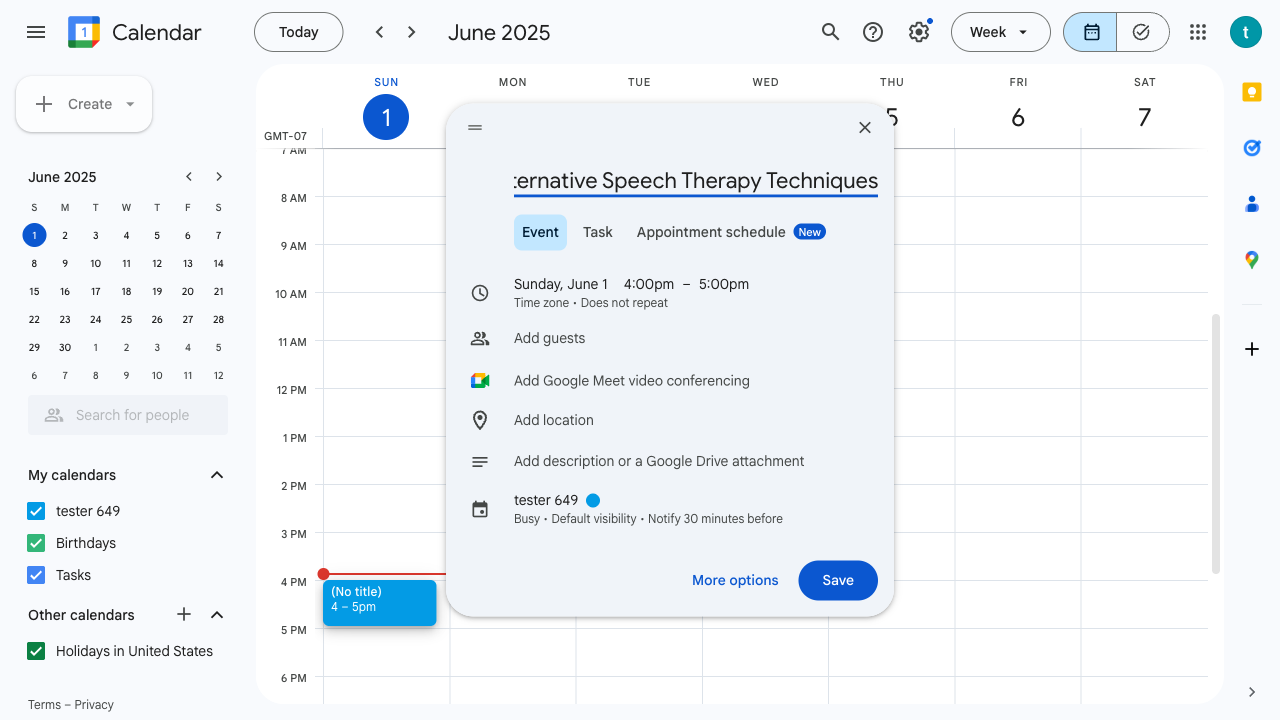 Calendar
Today
June 2025
Week
t
Create
June 2025
S M T W T F S
1 2 3 4 5 6 7
8 9 10 11 12 13 14
15 16 17 18 19 20 21
22 23 24 25 26 27 28
29 30 1 2 3 4 5
6 7 8 9 10 11 12
Search for people
My calendars
tester 649
Birthdays
Tasks
Other calendars
Holidays in United States
Terms – Privacy
SUN MON TUE WED THU FRI SAT
1 5 6 7
GMT-07
7 AM
8 AM
9 AM
10 AM
11 AM
12 PM
1 PM
2 PM
3 PM
4 PM
5 PM
6 PM
(No title)
4 – 5pm
ternative Speech Therapy Techniques
Event Task Appointment schedule New
Sunday, June 1 4:00pm – 5:00pm
Time zone • Does not repeat
Add guests
Add Google Meet video conferencing
Add location
Add description or a Google Drive attachment
tester 649
Busy • Default visibility • Notify 30 minutes before
More options Save